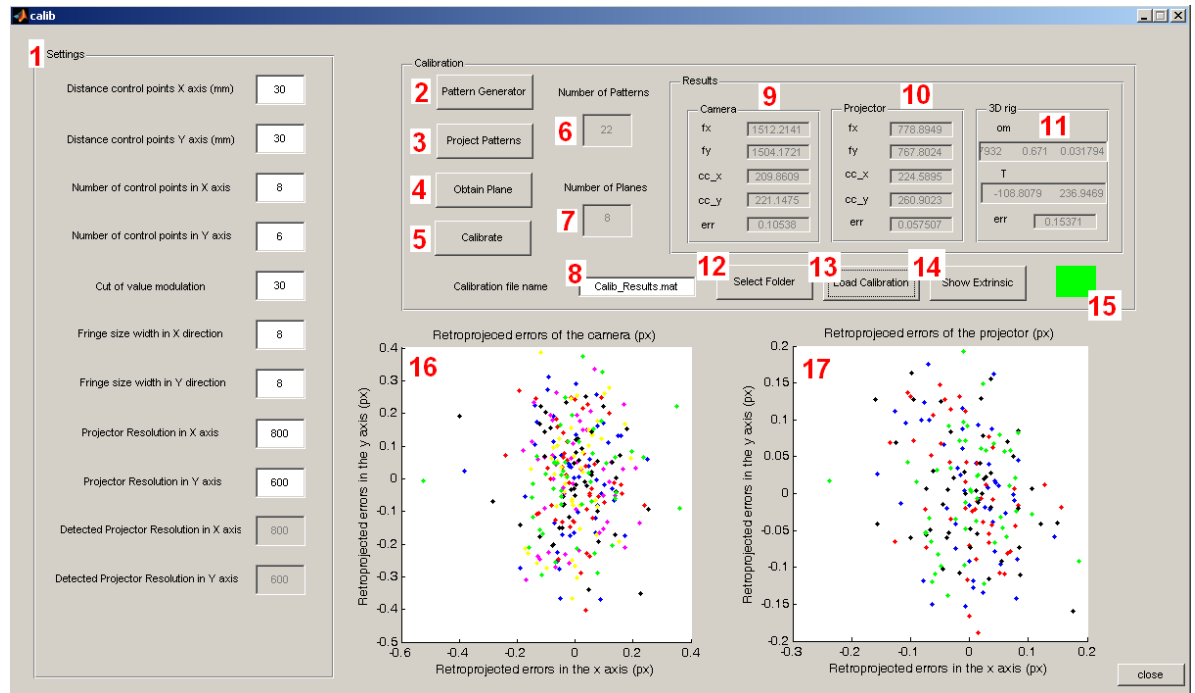 calib
1 Settings
Distance control points X axis (mm) 30
Distance control points Y axis (mm) 30
Number of control points in X axis 8
Number of control points in Y axis 6
Cut of value modulation 30
Fringe size width in X direction 8
Fringe size width in Y direction 8
Projector Resolution in X axis 800
Projector Resolution in Y axis 600
Detected Projector Resolution in X axis 800
Detected Projector Resolution in Y axis 600
Calibration
2 Pattern Generator
3 Project Patterns
4 Obtain Plane
5 Calibrate
Number of Patterns
6 22
Number of Planes
7 8
Results
9
Camera
fx 1512.2141
fy 1504.1721
cc_x 209.8609
cc_y 221.1475
err 0.10538
10
Projector
fx 778.8949
fy 767.8024
cc_x 224.5895
cc_y 260.9023
err 0.057507
3D rig
om 11
7932 0.671 0.031794
T
-108.8079 236.9469
err 0.15371
Calibration file name 8 Calib_Results.mat
12 Select Folder
13 Load Calibration
14 Show Extrinsic
15
Retroprojeced errors of the camera (px)
16
Retroprojected errors in the y axis (px)
0.4
0.3
0.2
0.1
0
-0.1
-0.2
-0.3
-0.4
-0.5
-0.6 -0.4 -0.2 0 0.2 0.4
Retroprojected errors in the x axis (px)
Retroprojeced errors of the projector (px)
17
Retroprojected errors in the y axis (px)
0.2
0.15
0.1
0.05
0
-0.05
-0.1
-0.15
-0.2
-0.3 -0.2 -0.1 0 0.1 0.2
Retroprojected errors in the x axis (px)
close